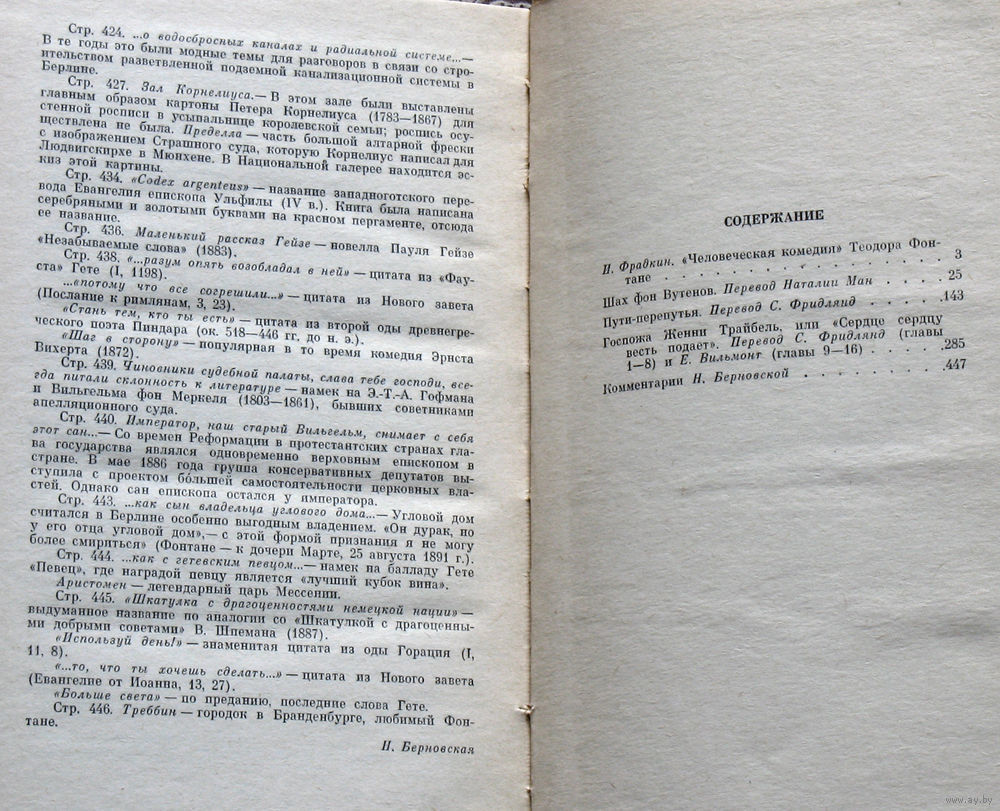 Стр. 424. ...о водосбросных каналах и радиальной системе...—
В те годы это были модные темы для разговоров в связи со стро-
ительством разветвленной подземной канализационной системы в
Берлине.
Стр. 427. Зал Корнелиуса.— В этом зале были выставлены
главным образом картоны Петера Корнелиуса (1783—1867) для
стенной росписи в усыпальнице королевской семьи; роспись осу-
ществлена не была. Пределла — часть большой алтарной фрески
с изображением Страшного суда, которую Корнелиус написал для
Людвигскирхе в Мюнхене. В Национальной галерее находится эс-
киз этой картины.
Стр. 434. «Codex argenteus» — название западноготского пере-
вода Евангелия епископа Ульфилы (IV в.). Книга была написана
серебряными и золотыми буквами на красном пергаменте, отсюда
ее название.
Стр. 436. Маленький рассказ Гейзе — новелла Пауля Гейзе
«Незабываемые слова» (1883).
Стр. 438. «...разум опять возобладал в ней» — цитата из «Фау-
ста» Гете (I, 1198).
...«потому что все согрешили...» — цитата из Нового завета
(Послание к римлянам, 3, 23).
«Стань тем, кто ты есть» — цитата из второй оды древнегре-
ческого поэта Пиндара (ок. 518—446 гг. до н. э.).
«Шаг в сторону» — популярная в то время комедия Эрнста
Вихерта (1872).
Стр. 439. Чиновники судебной палаты, слава тебе господи, все-
гда питали склонность к литературе — намек на Э.-Т.-А. Гофмана
и Вильгельма фон Меркеля (1803—1861), бывших советниками
апелляционного суда.
Стр. 440. Император, наш старый Вильгельм, снимает с себя
этот сан...— Со времен Реформации в протестантских странах гла-
ва государства являлся одновременно верховным епископом в
стране. В мае 1886 года группа консервативных депутатов вы-
ступила с проектом бо́льшей самостоятельности церковных вла-
стей. Однако сан епископа остался у императора.
Стр. 443. ...как сын владельца углового дома...— Угловой дом
считался в Берлине особенно выгодным владением. «Он дурак, но
у его отца угловой дом»,— с этой формой признания я не могу
более смириться» (Фонтане — к дочери Марте, 25 августа 1891 г.).
Стр. 444. ...как с гетевским певцом...— намек на балладу Гете
«Певец», где наградой певцу является «лучший кубок вина».
Аристомен — легендарный царь Мессении.
Стр. 445. «Шкатулка с драгоценностями немецкой нации» —
выдуманное название по аналогии со «Шкатулкой с драгоценны-
ми добрыми советами» В. Шпемана (1887).
«Используй день!» — знаменитая цитата из оды Горация (I,
11, 8).
«...то, что ты хочешь сделать...» — цитата из Нового завета
(Евангелие от Иоанна, 13, 27).
«Больше света» — по преданию, последние слова Гете.
Стр. 446. Треббин — городок в Бранденбурге, любимый Фон-
тане.
Н. Берновская
СОДЕРЖАНИЕ
И. Фрадкин. «Человеческая комедия» Теодора Фон-
тане . . . . . . . . . . . . . . . 3
Шах фон Вутенов. Перевод Наталии Ман . . . . 25
Пути-перепутья. Перевод С. Фридлянд . . . . .143
Госпожа Женни Трайбель, или «Сердце сердцу
весть подает». Перевод С. Фридлянд (главы
1—8) и Е. Вильмонт (главы 9—16) . . . . .285
Комментарии Н. Берновской . . . . . . . . .447
www.ay.by